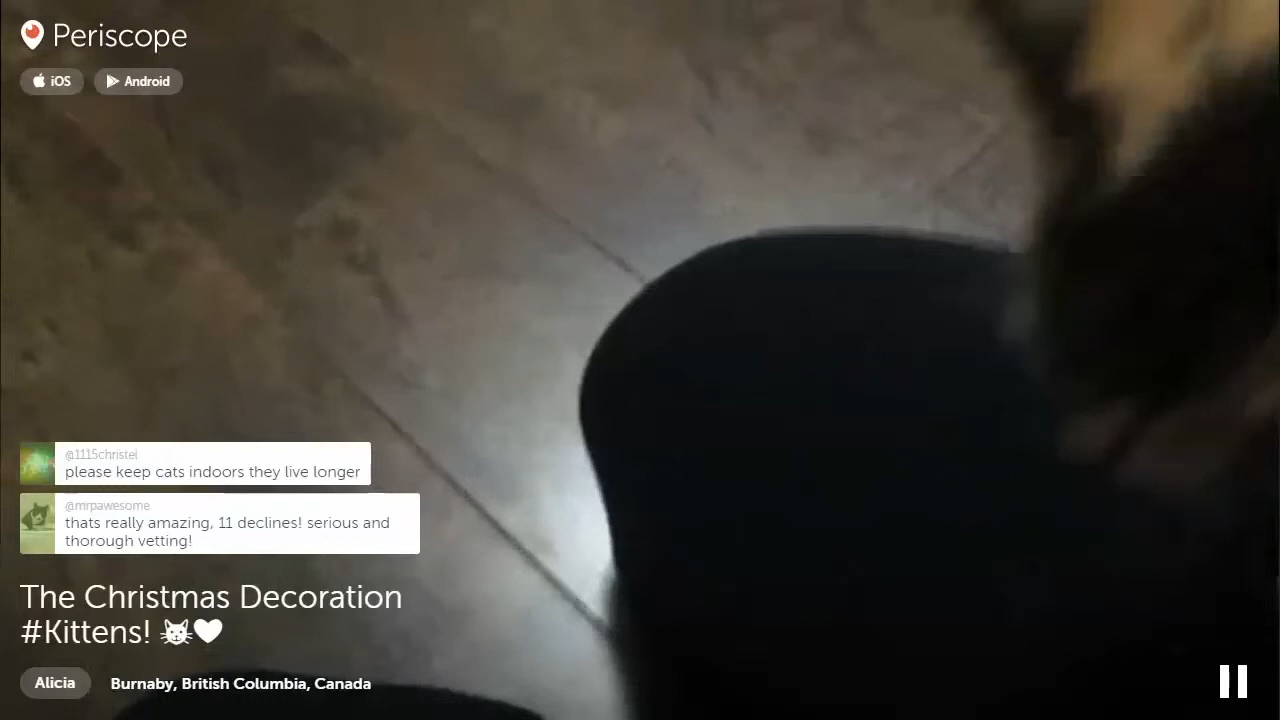 Periscope
iOS
Android
@1115christel
please keep cats indoors they live longer
@mrpawesome
thats really amazing, 11 declines! serious and
thorough vetting!
The Christmas Decoration
#Kittens! 🐱♥
Alicia
Burnaby, British Columbia, Canada